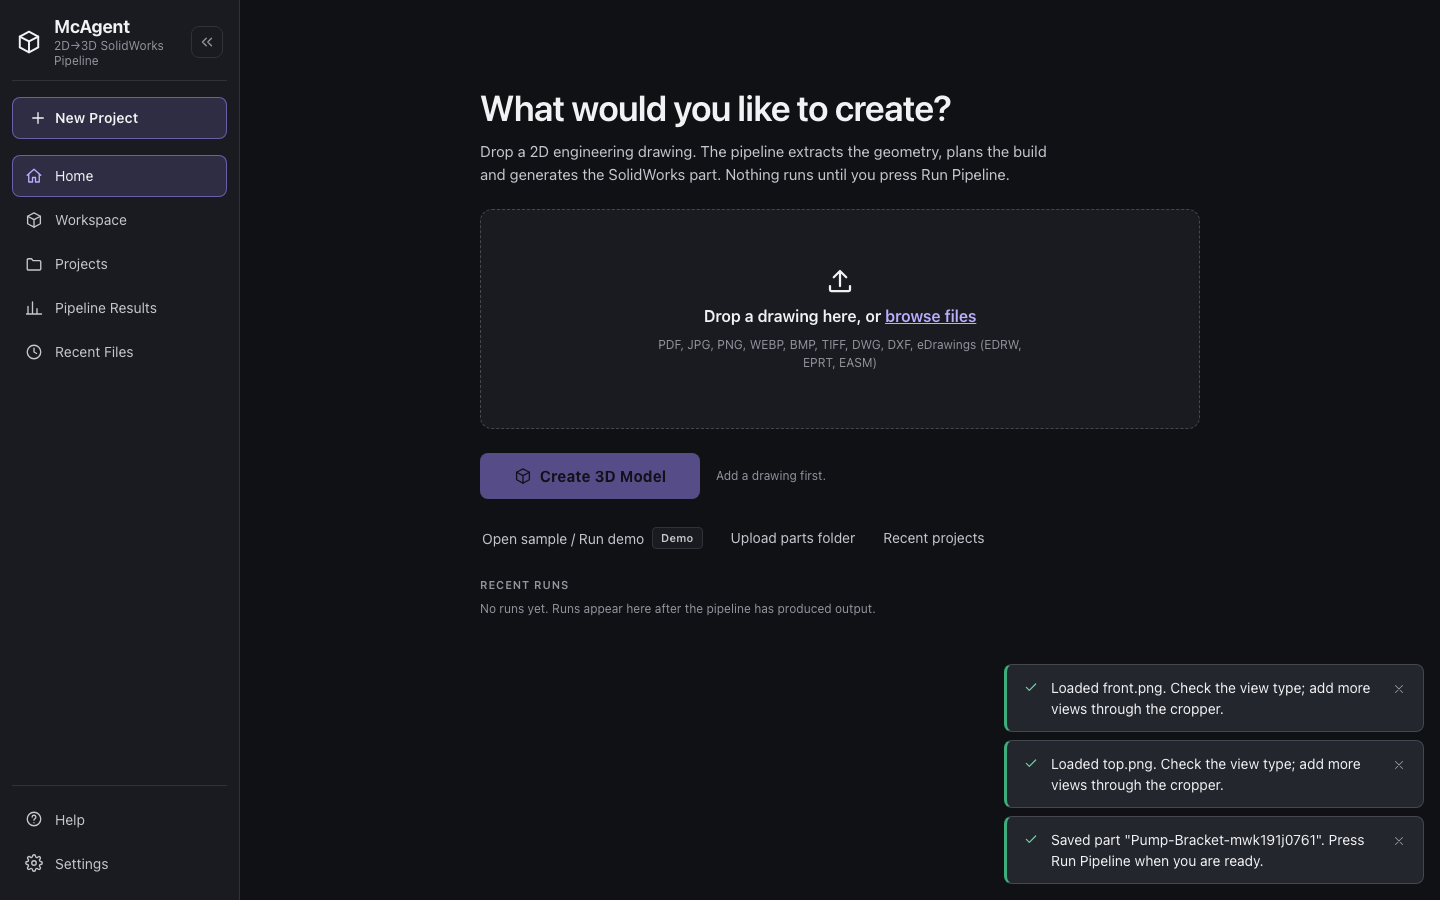 McAgent
2D→3D SolidWorks
Pipeline
New Project
Home
Workspace
Projects
Pipeline Results
Recent Files
Help
Settings
What would you like to create?
Drop a 2D engineering drawing. The pipeline extracts the geometry, plans the build
and generates the SolidWorks part. Nothing runs until you press Run Pipeline.
Drop a drawing here, or browse files
PDF, JPG, PNG, WEBP, BMP, TIFF, DWG, DXF, eDrawings (EDRW,
EPRT, EASM)
Create 3D Model
Add a drawing first.
Open sample / Run demo Demo Upload parts folder Recent projects
RECENT RUNS
No runs yet. Runs appear here after the pipeline has produced output.
Loaded front.png. Check the view type; add more
views through the cropper.
Loaded top.png. Check the view type; add more
views through the cropper.
Saved part "Pump-Bracket-mwk191j0761". Press
Run Pipeline when you are ready.